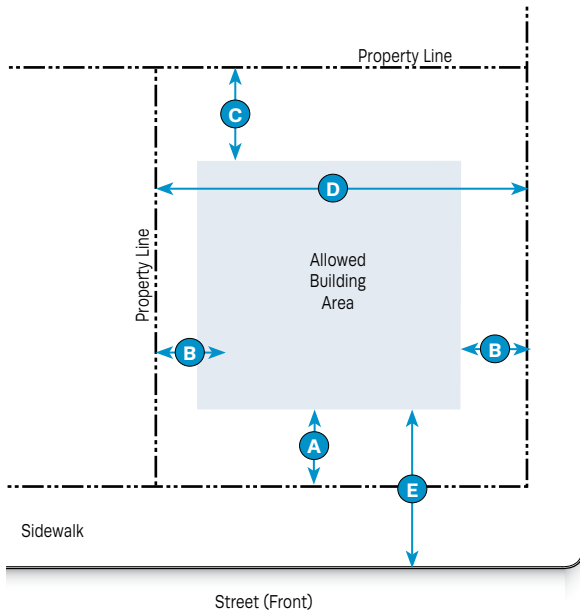 Property Line
C
D
Property Line
Allowed
Building
Area
B
B
A
E
Sidewalk
Street (Front)